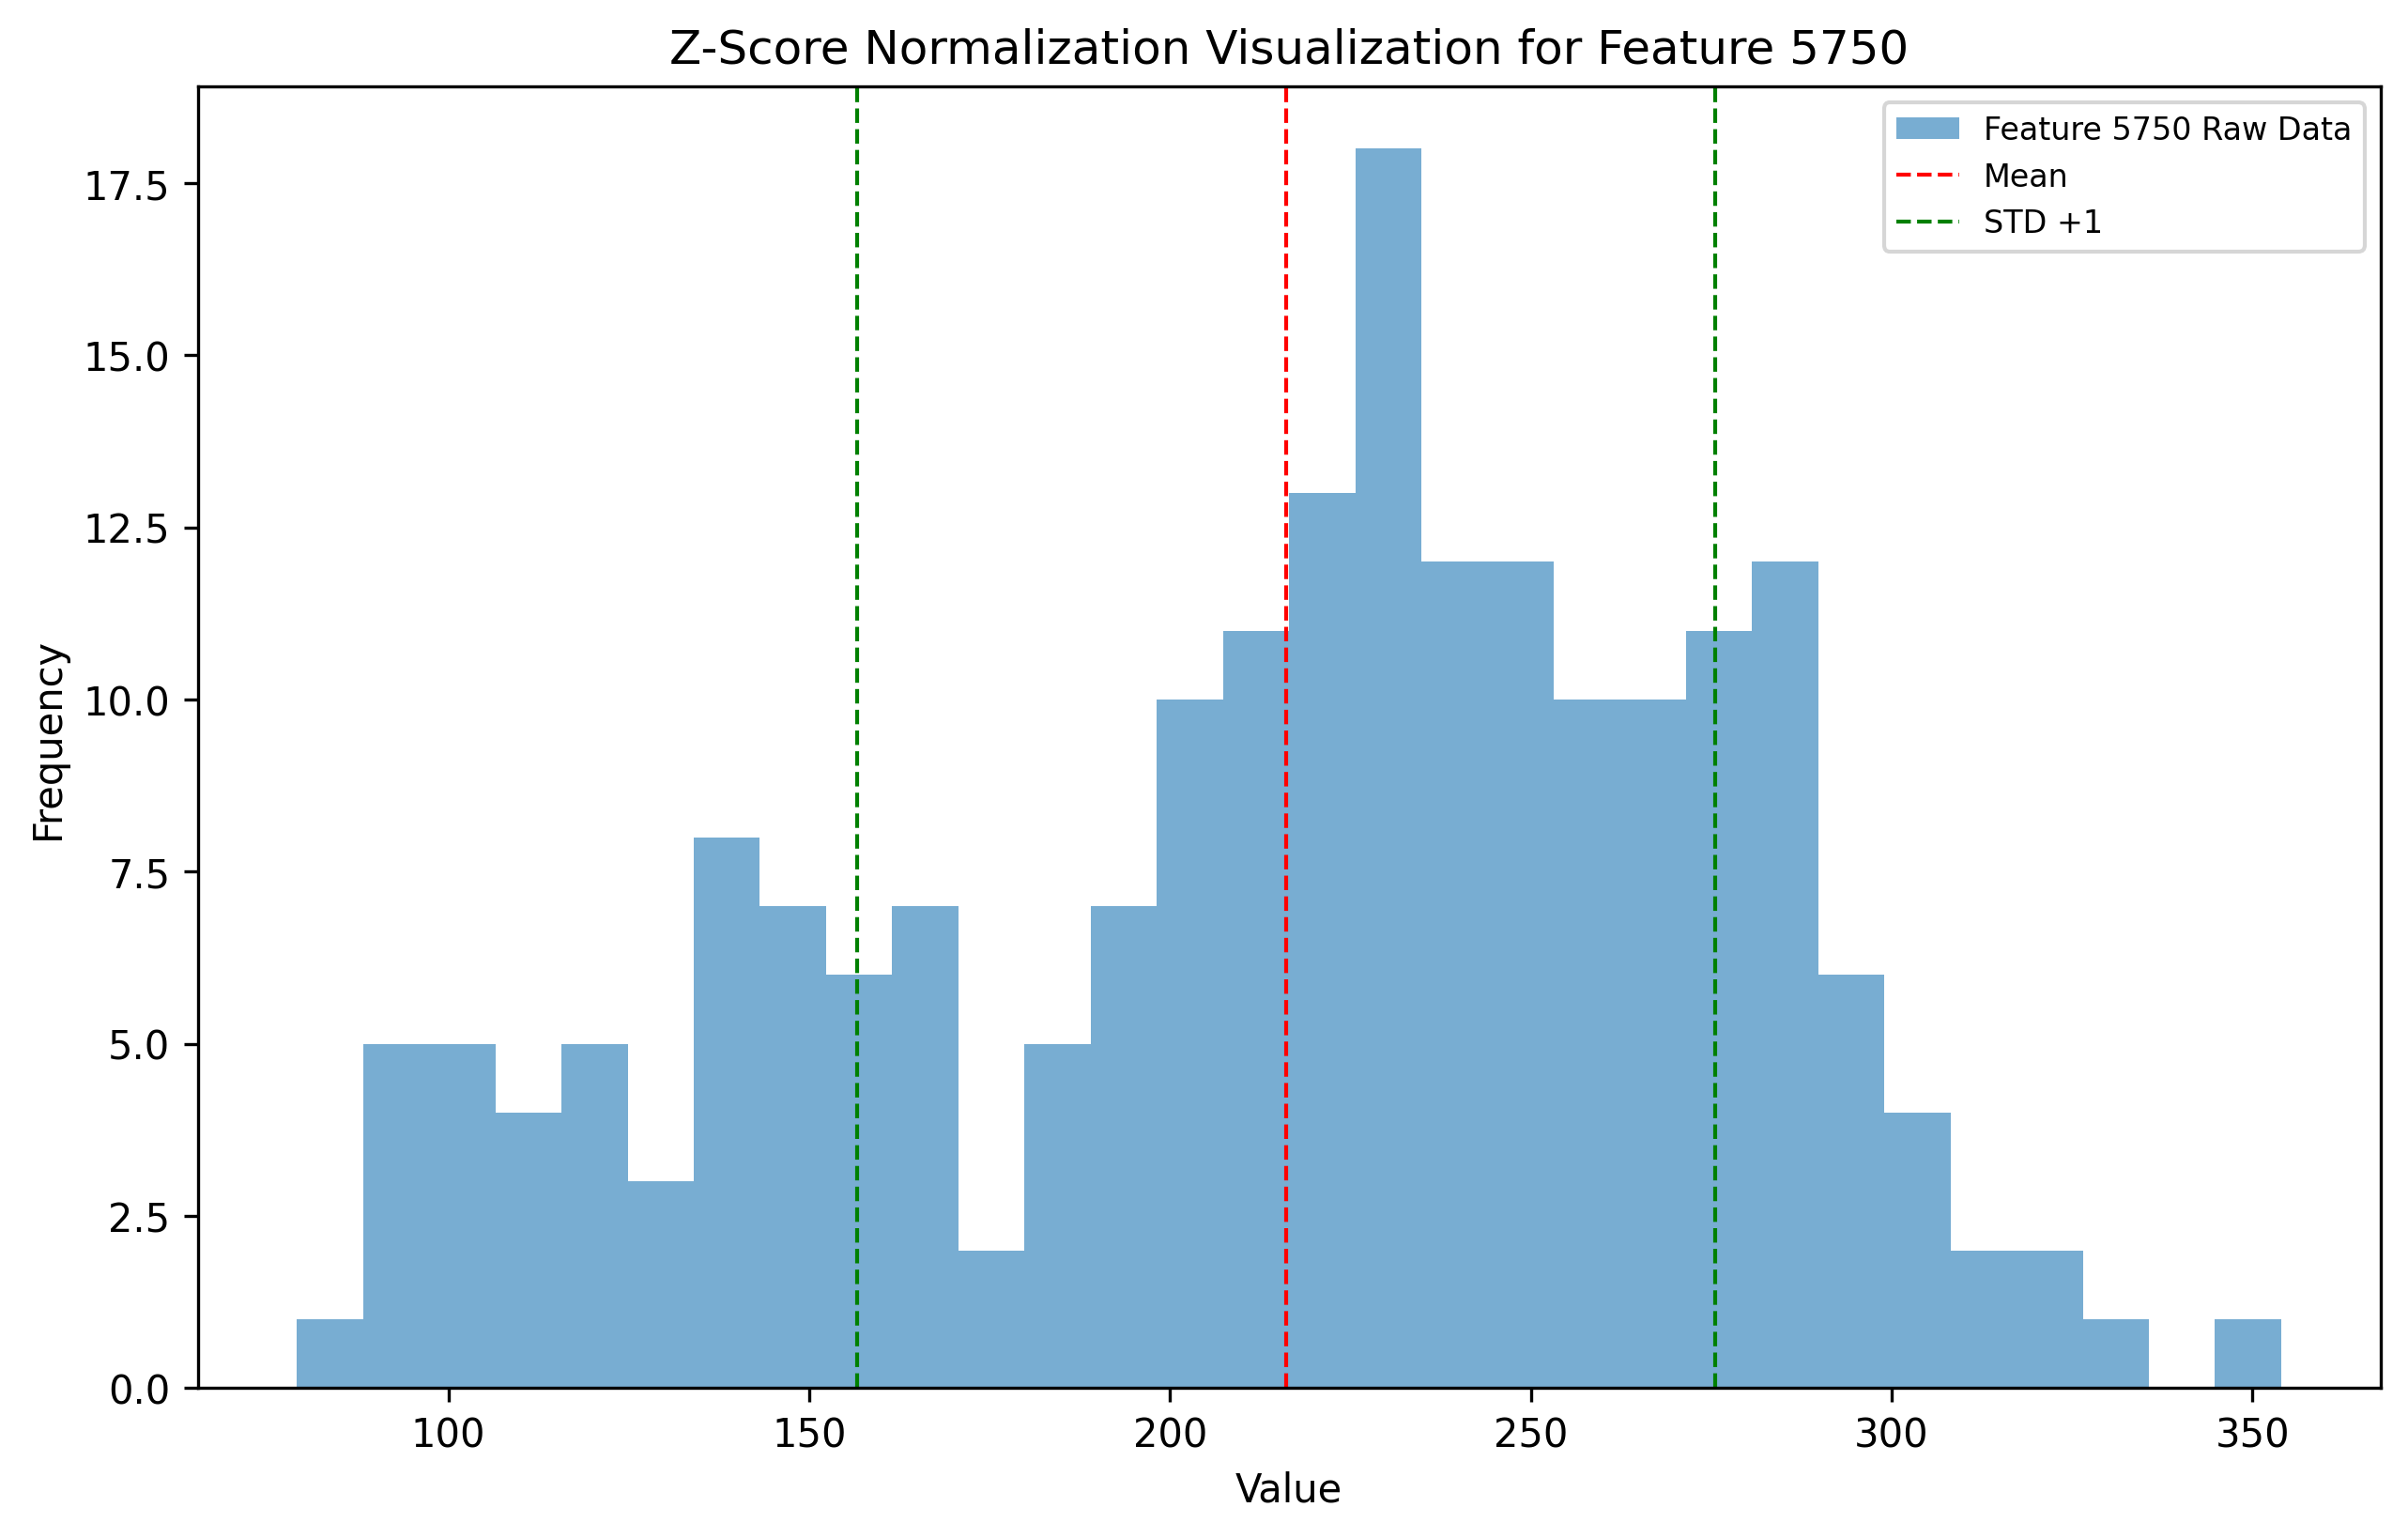 Z-Score Normalization Visualization for Feature 5750
Feature 5750 Raw Data
Mean
STD +1
17.5
15.0
12.5
10.0
7.5
5.0
2.5
0.0
Frequency
100 150 200 250 300 350
Value